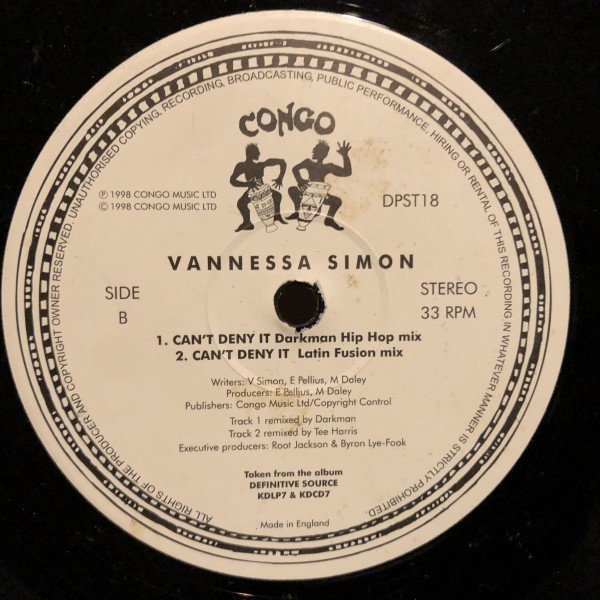 ALL RIGHTS OF THE PRODUCER AND COPYRIGHT OWNER RESERVED. UNAUTHORISED COPYING, RECORDING, BROADCASTING, PUBLIC PERFORMANCE, HIRING OR RENTAL OF THIS RECORDING IN WHATEVER MANNER IS STRICTLY PROHIBITED.
CONGO
℗ 1998 CONGO MUSIC LTD
© 1998 CONGO MUSIC LTD
DPST18
VANNESSA SIMON
SIDE
B
STEREO
33 RPM
1. CAN'T DENY IT Darkman Hip Hop mix
2. CAN'T DENY IT Latin Fusion mix
Writers: V Simon, E Pellius, M Daley
Producers: E Pellius, M Daley
Publishers: Congo Music Ltd/Copyright Control
Track 1 remixed by Darkman
Track 2 remixed by Tee Harris
Executive producers: Root Jackson & Byron Lye-Fook
Taken from the album
DEFINITIVE SOURCE
KDLP7 & KDCD7
Made in England